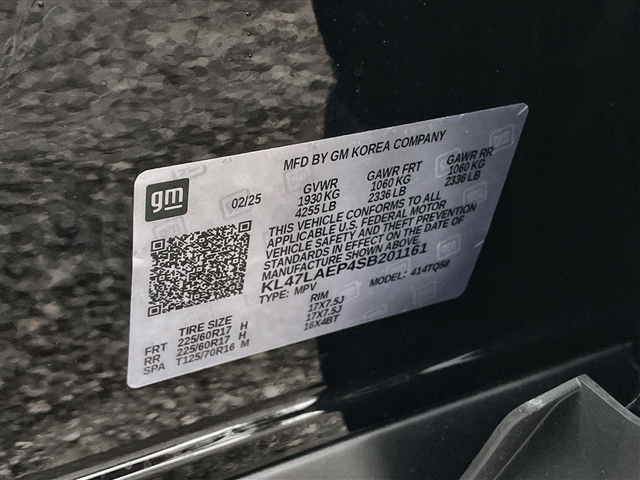 MFD BY GM KOREA COMPANY
gm 02/25
GVWR GAWR FRT GAWR RR
1930 KG 1060 KG 1060 KG
4255 LB 2336 LB 2336 LB
THIS VEHICLE CONFORMS TO ALL
APPLICABLE U.S. FEDERAL MOTOR
VEHICLE SAFETY AND THEFT PREVENTION
STANDARDS IN EFFECT ON THE DATE OF
MANUFACTURE SHOWN ABOVE.
KL47LAEP4SB201161
TYPE: MPV MODEL: 414TQ58
TIRE SIZE RIM
FRT 225/60R17 H 17X7.5J
RR 225/60R17 H 17X7.5J
SPA T125/70R16 M 16X4BT